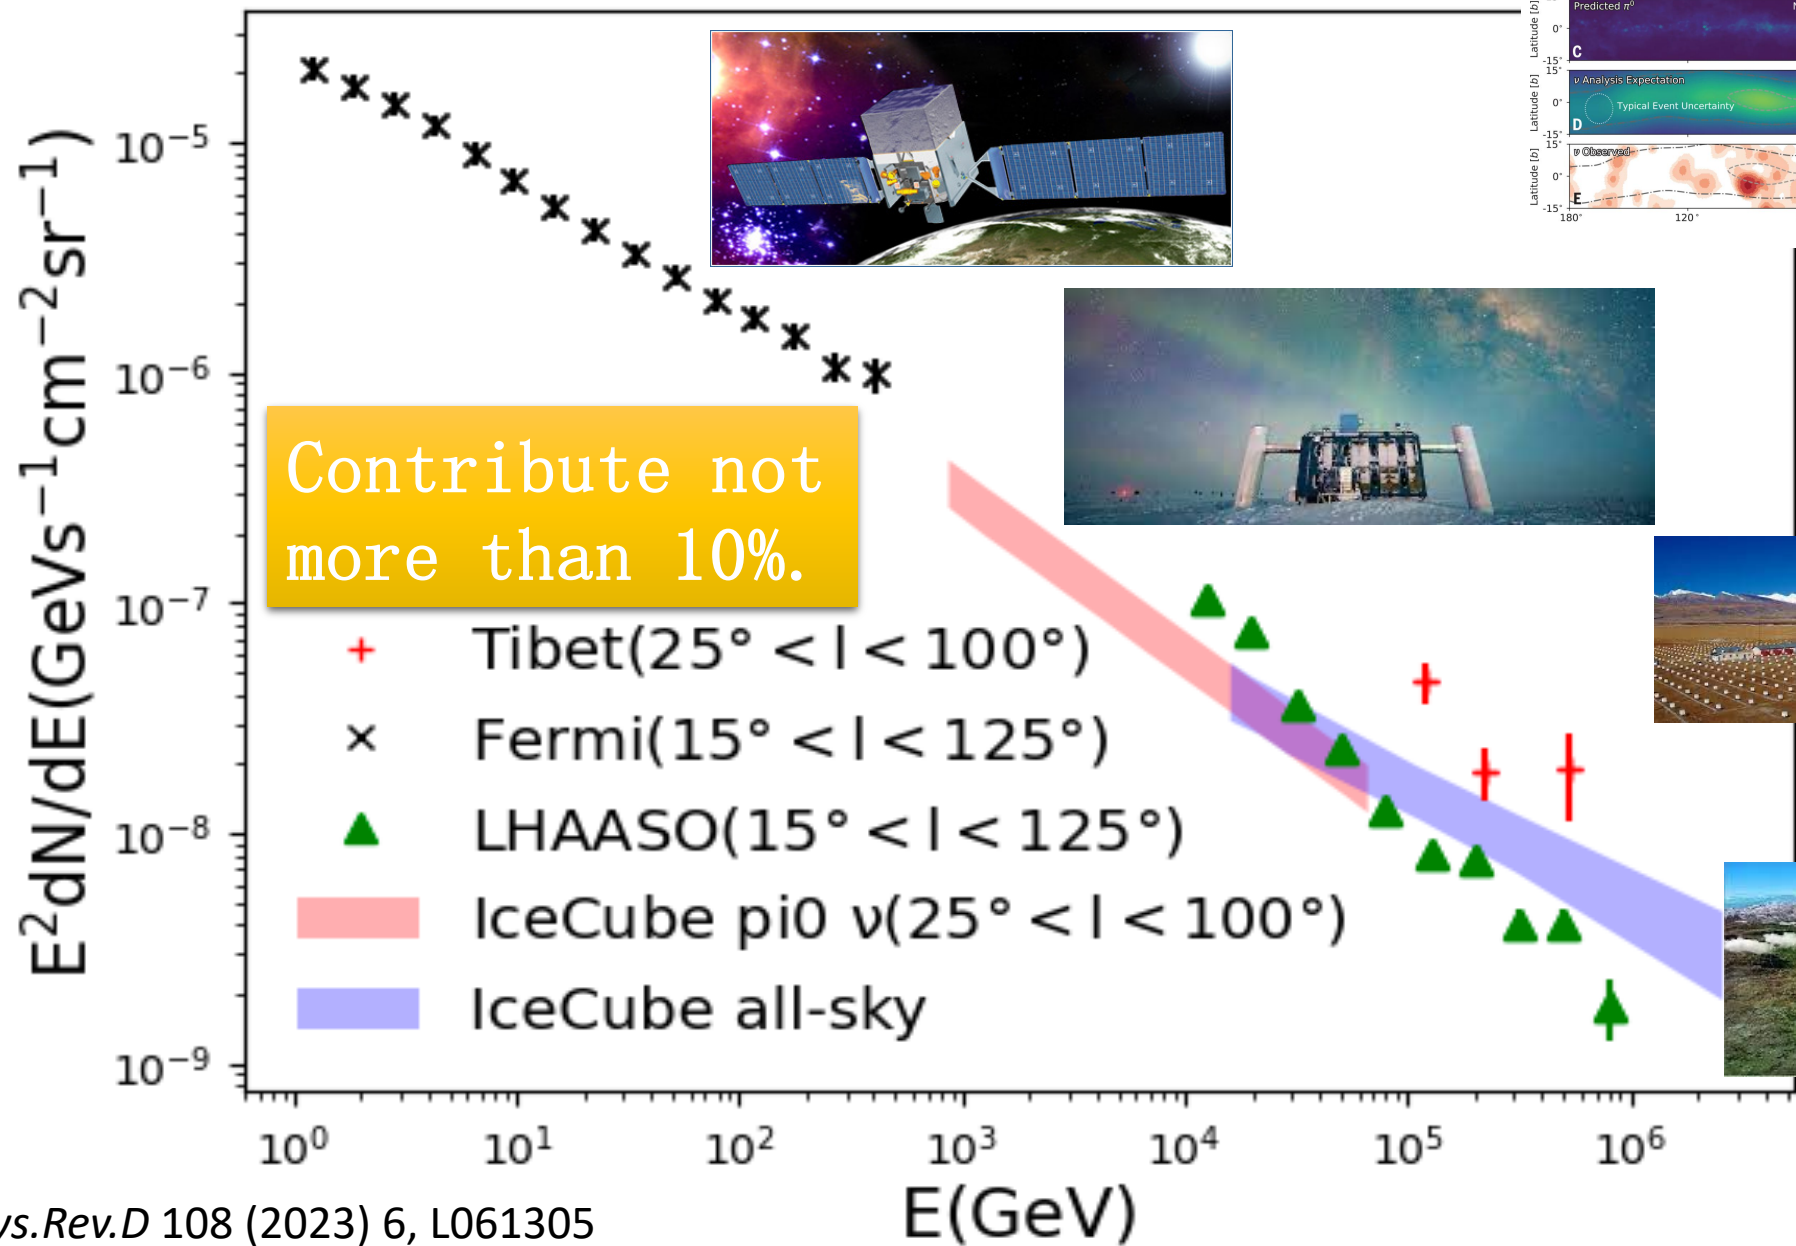 Predicted π⁰
Latitude [b]
0°
-15°
C
15°
ν Analysis Expectation
Latitude [b]
0°
Typical Event Uncertainty
-15°
D
15°
ν Observed
Latitude [b]
0°
-15°
E
180
120°
E²dN/dE(GeVs⁻¹cm⁻²sr⁻¹)
10⁻⁵
10⁻⁶
10⁻⁷
10⁻⁸
10⁻⁹
Contribute not
more than 10%.
Tibet(25° < l < 100°)
Fermi(15° < l < 125°)
LHAASO(15° < l < 125°)
IceCube pi0 ν(25° < l < 100°)
IceCube all-sky
10⁰ 10¹ 10² 10³ 10⁴ 10⁵ 10⁶
E(GeV)
ys.Rev.D 108 (2023) 6, L061305